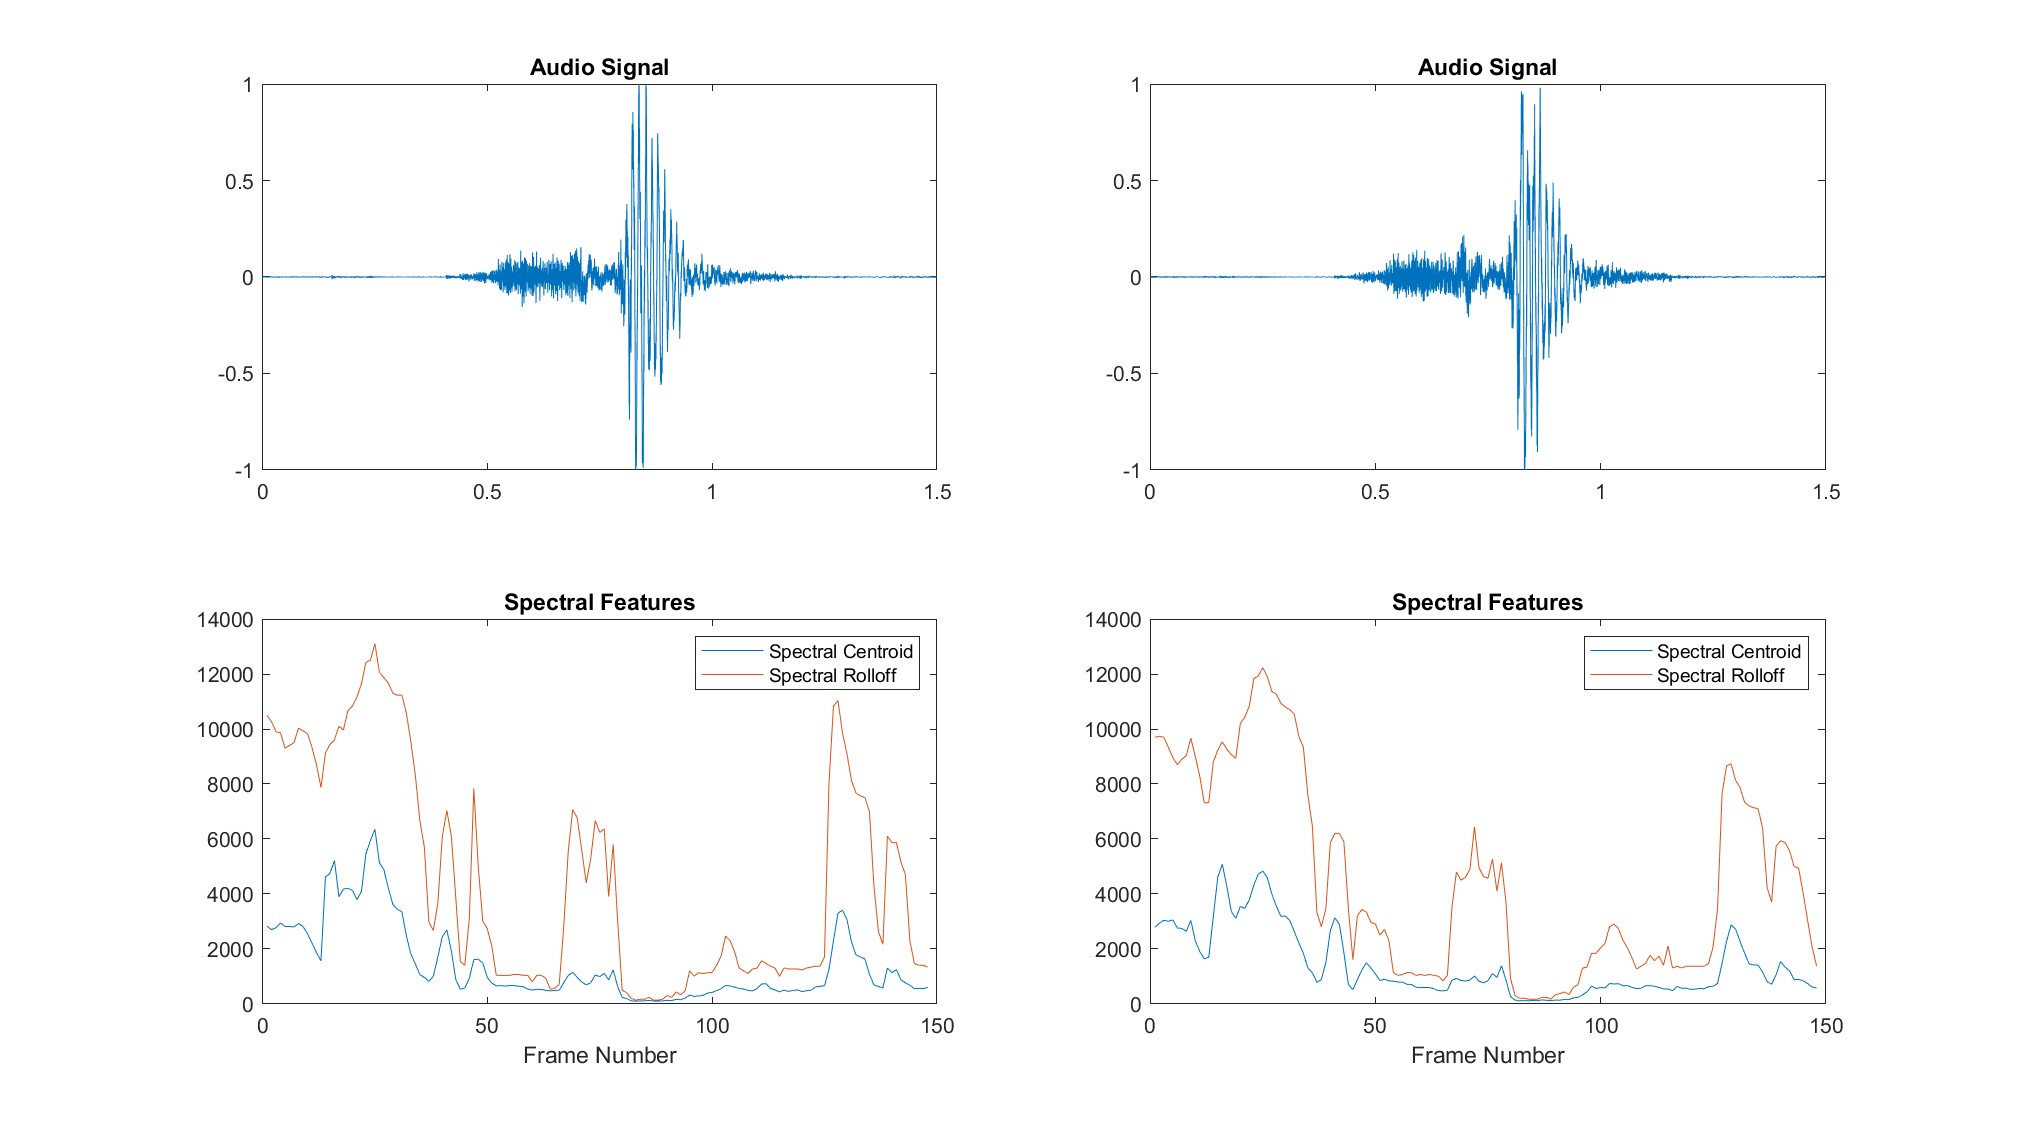 Audio Signal
1
0.5
0
-0.5
-1
0 0.5 1 1.5
Audio Signal
1
0.5
0
-0.5
-1
0 0.5 1 1.5
Spectral Features
14000
12000
10000
8000
6000
4000
2000
0
Spectral Centroid
Spectral Rolloff
0 50 100 150
Frame Number
Spectral Features
14000
12000
10000
8000
6000
4000
2000
0
Spectral Centroid
Spectral Rolloff
0 50 100 150
Frame Number